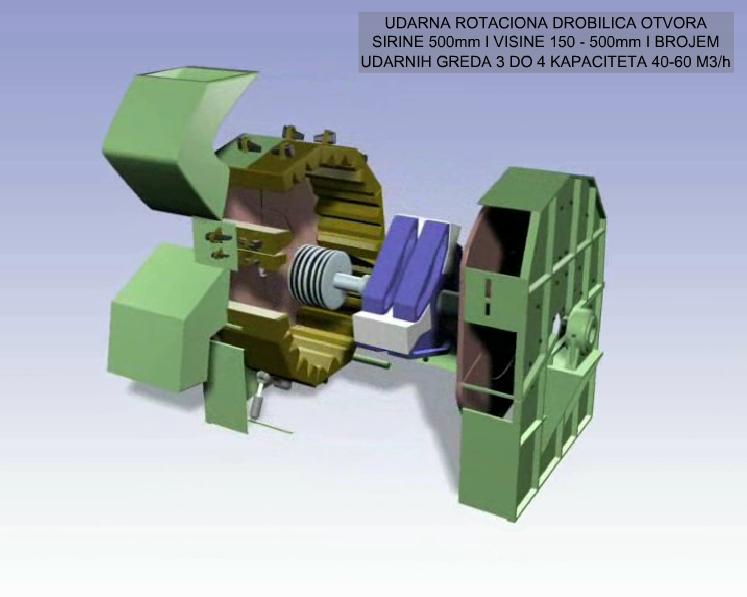 UDARNA ROTACIONA DROBILICA OTVORA
SIRINE 500mm I VISINE 150 - 500mm I BROJEM
UDARNIH GREDA 3 DO 4 KAPACITETA 40-60 M3/h